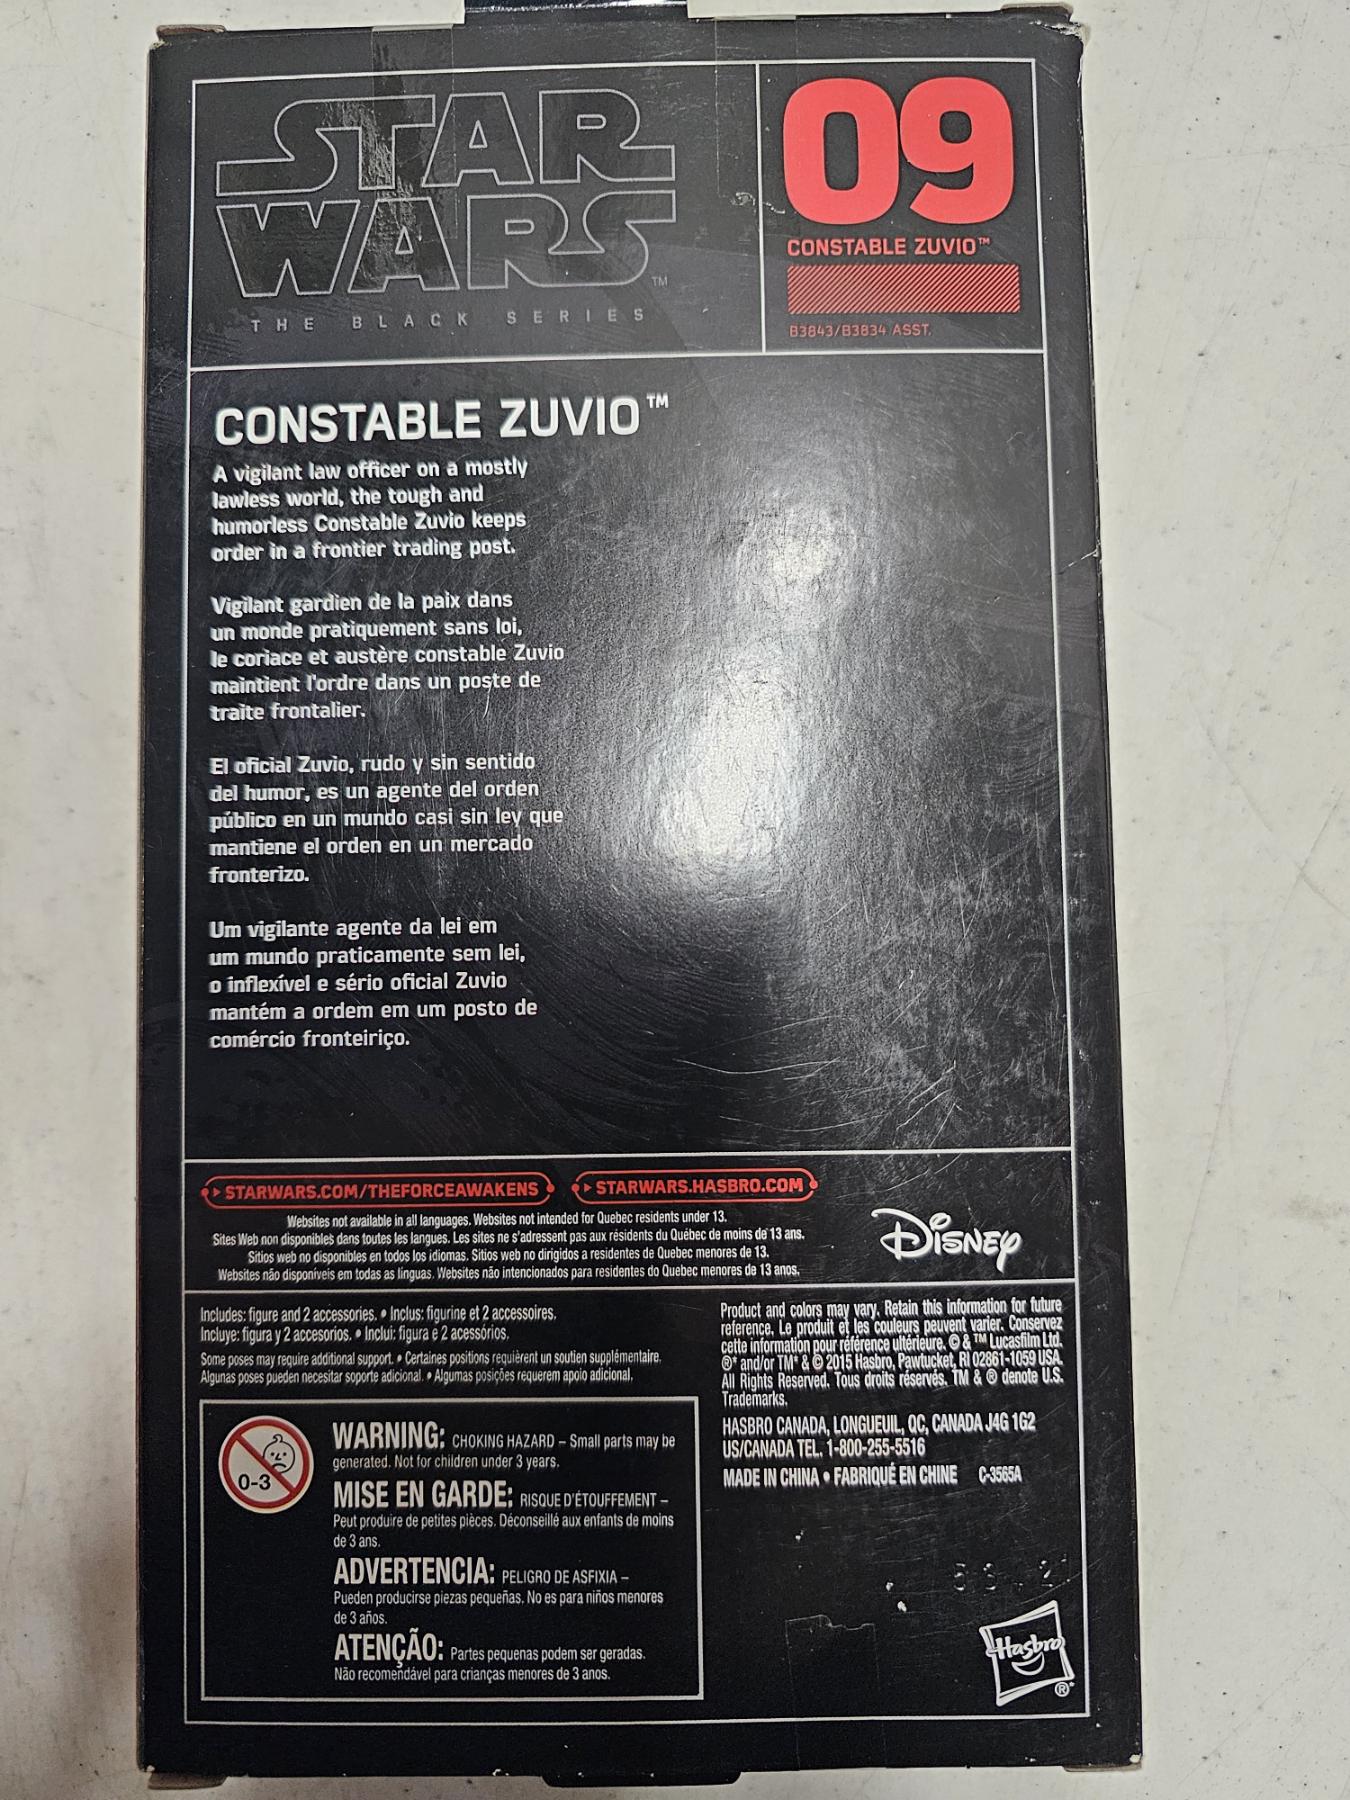 STAR
WARS™
THE BLACK SERIES
09
CONSTABLE ZUVIO™
B3843/B3834 ASST.
CONSTABLE ZUVIO™
A vigilant law officer on a mostly
lawless world, the tough and
humorless Constable Zuvio keeps
order in a frontier trading post.
Vigilant gardien de la paix dans
un monde pratiquement sans loi,
le coriace et austère constable Zuvio
maintient l'ordre dans un poste de
traite frontalier.
El oficial Zuvio, rudo y sin sentido
del humor, es un agente del orden
público en un mundo casi sin ley que
mantiene el orden en un mercado
fronterizo.
Um vigilante agente da lei em
um mundo praticamente sem lei,
o inflexível e sério oficial Zuvio
mantém a ordem em um posto de
comércio fronteiriço.
STARWARS.COM/THEFORCEAWAKENS
STARWARS.HASBRO.COM
Websites not available in all languages. Websites not intended for Quebec residents under 13.
Sites Web non disponibles dans toutes les langues. Les sites ne s'adressent pas aux résidents du Québec de moins de 13 ans.
Sitios web no disponibles en todos los idiomas. Sitios web no dirigidos a residentes de Quebec menores de 13.
Websites não disponíveis em todas as línguas. Websites não intencionados para residentes do Quebec menores de 13 anos.
Disney
Includes: figure and 2 accessories. • Inclus: figurine et 2 accessoires.
Incluye: figura y 2 accesorios. • Inclui: figura e 2 acessórios.
Some poses may require additional support. • Certaines positions requièrent un soutien supplémentaire.
Algunas poses pueden necesitar soporte adicional. • Algumas posições requerem apoio adicional.
0-3
WARNING: CHOKING HAZARD – Small parts may be
generated. Not for children under 3 years.
MISE EN GARDE: RISQUE D'ÉTOUFFEMENT –
Peut produire de petites pièces. Déconseillé aux enfants de moins
de 3 ans.
ADVERTENCIA: PELIGRO DE ASFIXIA –
Pueden producirse piezas pequeñas. No es para niños menores
de 3 años.
ATENÇÃO: Partes pequenas podem ser geradas.
Não recomendável para crianças menores de 3 anos.
Product and colors may vary. Retain this information for future
reference. Le produit et les couleurs peuvent varier. Conservez
cette information pour référence ultérieure. © & ™ Lucasfilm Ltd.
®* and/or TM* & © 2015 Hasbro, Pawtucket, RI 02861-1059 USA.
All Rights Reserved. Tous droits réservés. TM & ® denote U.S.
Trademarks.
HASBRO CANADA, LONGUEUIL, QC, CANADA J4G 1G2
US/CANADA TEL. 1-800-255-5516
MADE IN CHINA • FABRIQUÉ EN CHINE C-3565A
Hasbro
®*